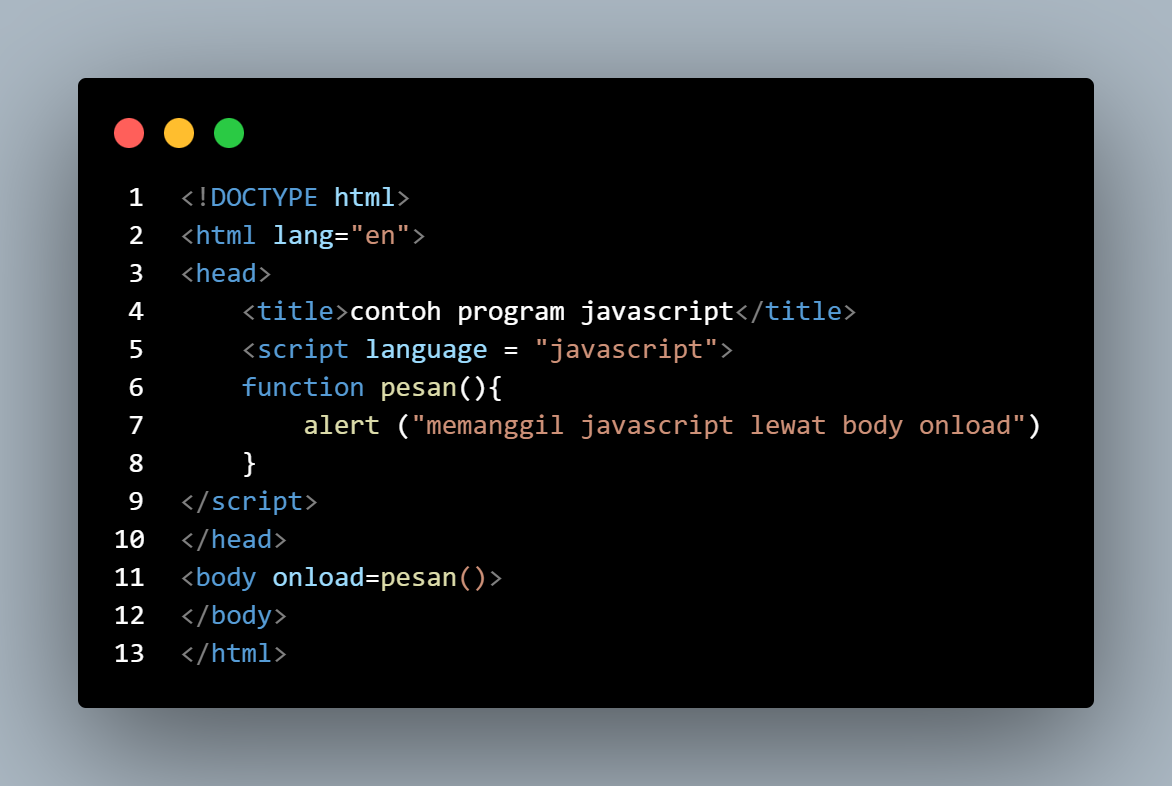 1 <!DOCTYPE html>
2 <html lang="en">
3 <head>
4     <title>contoh program javascript</title>
5     <script language = "javascript">
6     function pesan(){
7         alert ("memanggil javascript lewat body onload")
8     }
9 </script>
10 </head>
11 <body onload=pesan()>
12 </body>
13 </html>